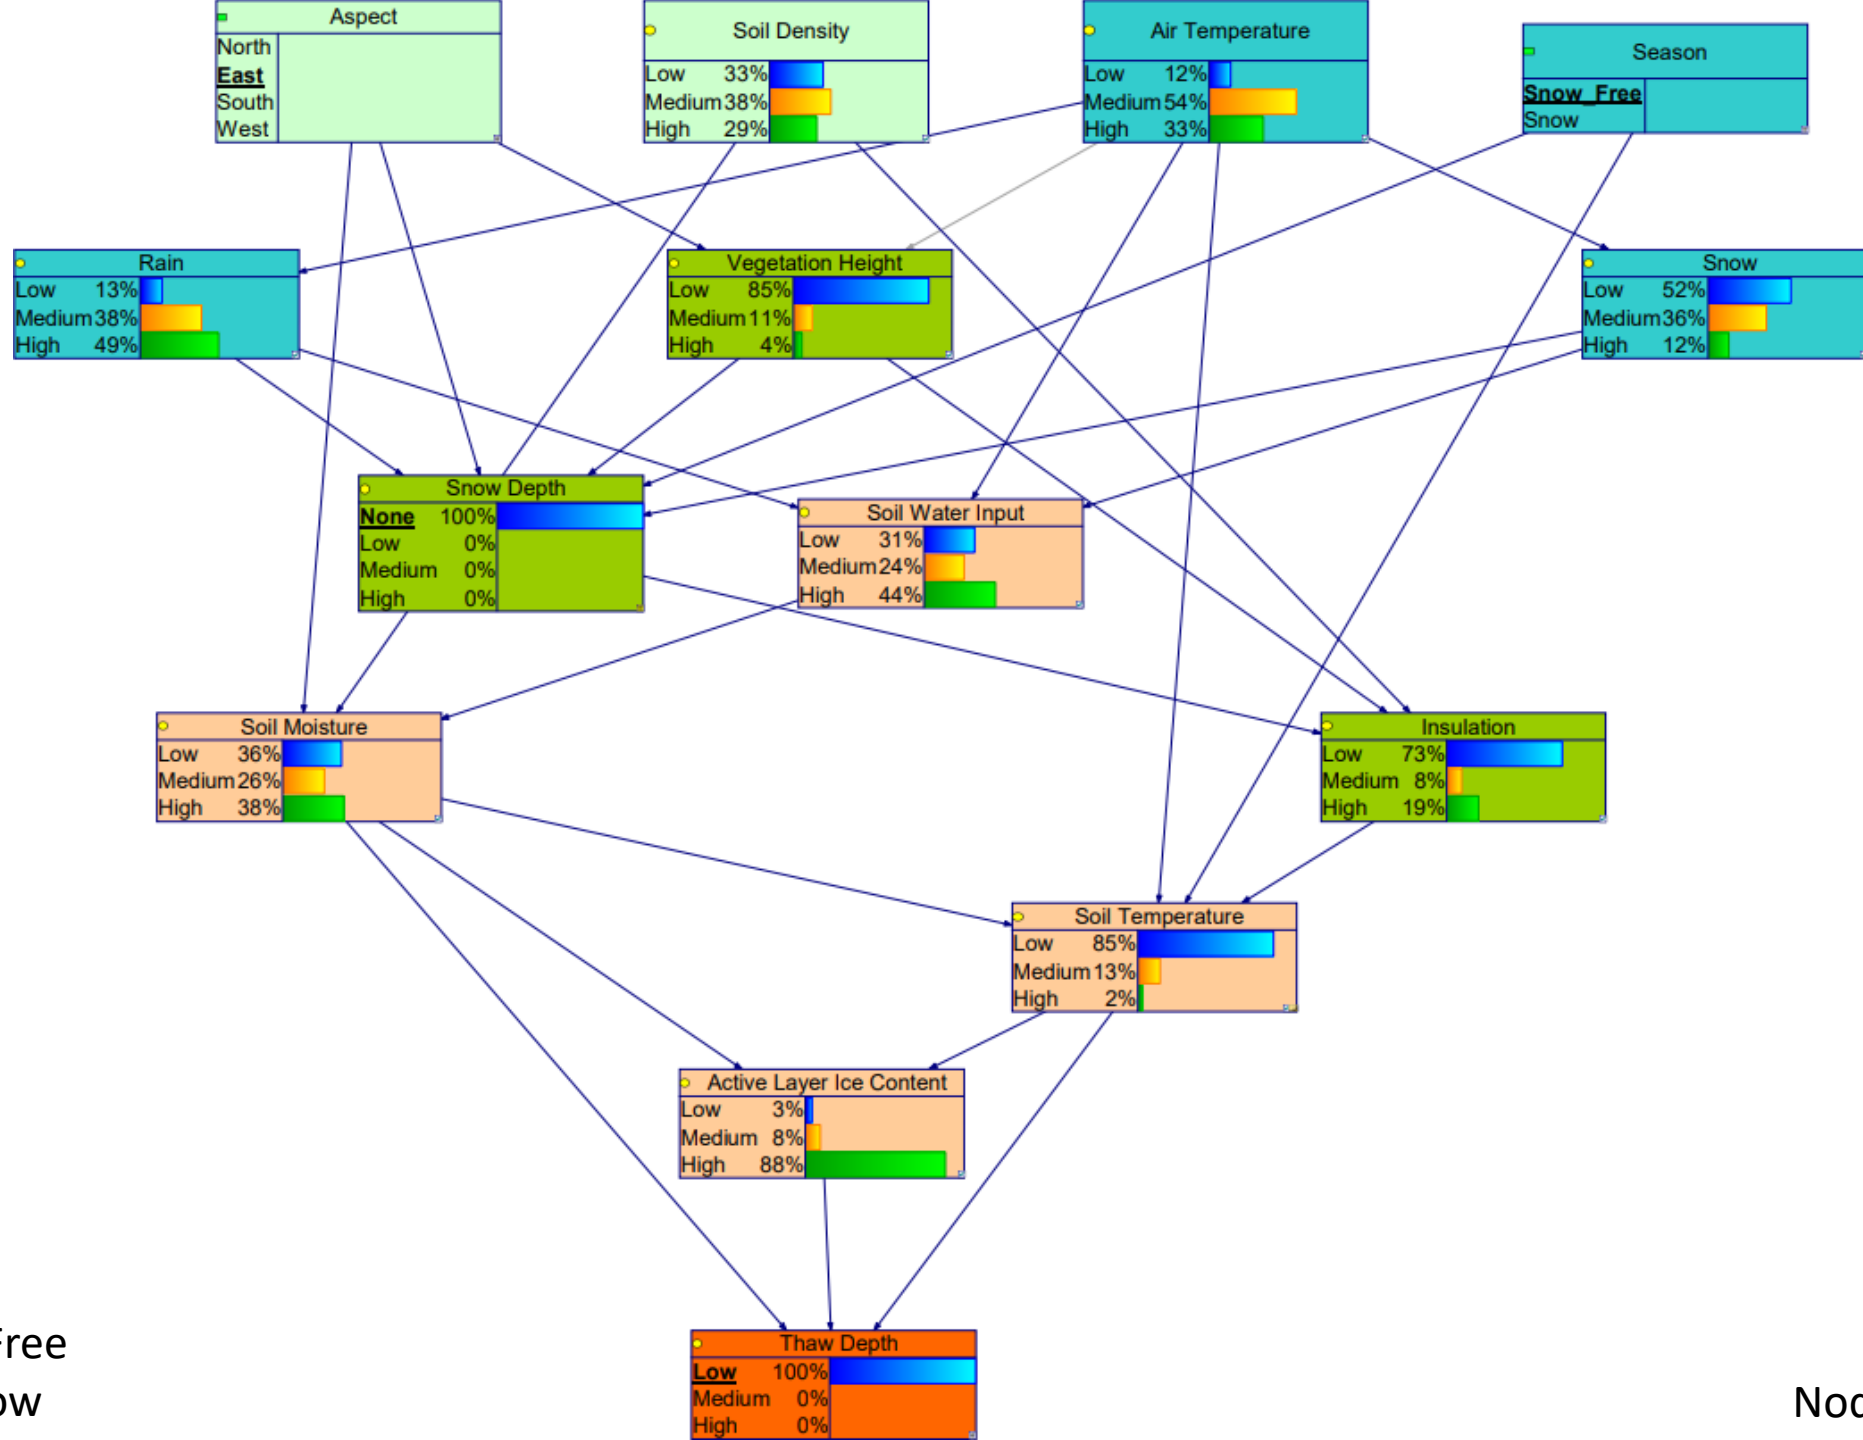 Aspect
North
East
South
West
Soil Density
Low 33%
Medium 38%
High 29%
Air Temperature
Low 12%
Medium 54%
High 33%
Season
Snow_Free
Snow
Rain
Low 13%
Medium 38%
High 49%
Vegetation Height
Low 85%
Medium 11%
High 4%
Snow
Low 52%
Medium 36%
High 12%
Snow Depth
None 100%
Low 0%
Medium 0%
High 0%
Soil Water Input
Low 31%
Medium 24%
High 44%
Soil Moisture
Low 36%
Medium 26%
High 38%
Insulation
Low 73%
Medium 8%
High 19%
Soil Temperature
Low 85%
Medium 13%
High 2%
Active Layer Ice Content
Low 3%
Medium 8%
High 88%
Thaw Depth
Low 100%
Medium 0%
High 0%
Free
ow
Nod